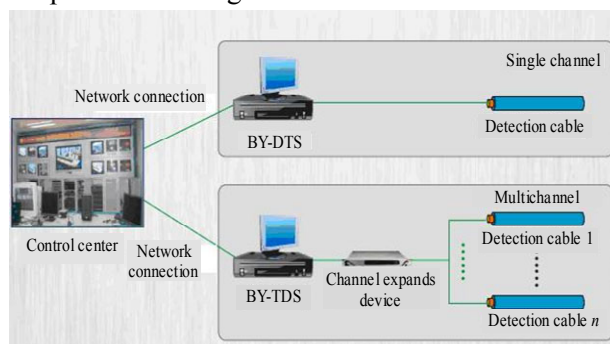 Single channel
Network connection
BY-DTS
Detection cable
Multichannel
Detection cable 1
Control center
Network
connection
BY-TDS
Channel expands
device
Detection cable n